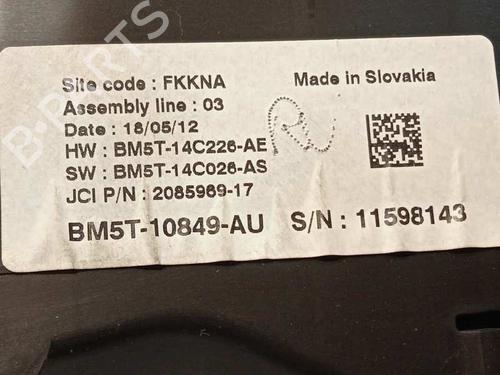 B-PARTS
Site code : FKKNA
Made in Slovakia
Assembly line : 03
Date : 18/05/12
HW : BM5T-14C226-AE
SW : BM5T-14C026-AS
JCI P/N : 2085969-17
BM5T-10849-AU S/N : 11598143